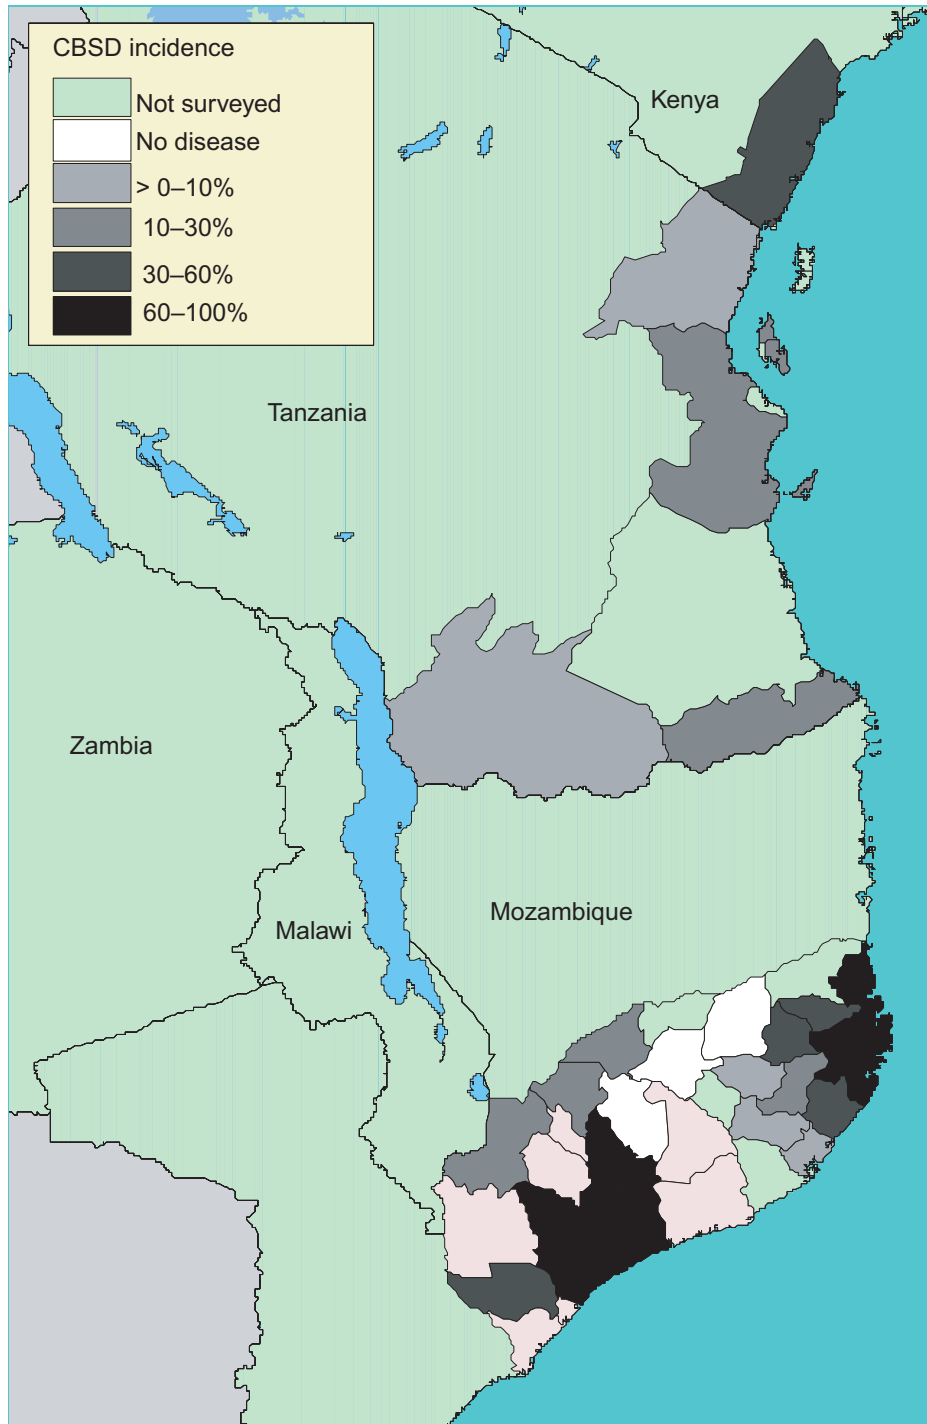 CBSD incidence
Not surveyed
No disease
> 0–10%
10–30%
30–60%
60–100%
Kenya
Tanzania
Zambia
Malawi
Mozambique